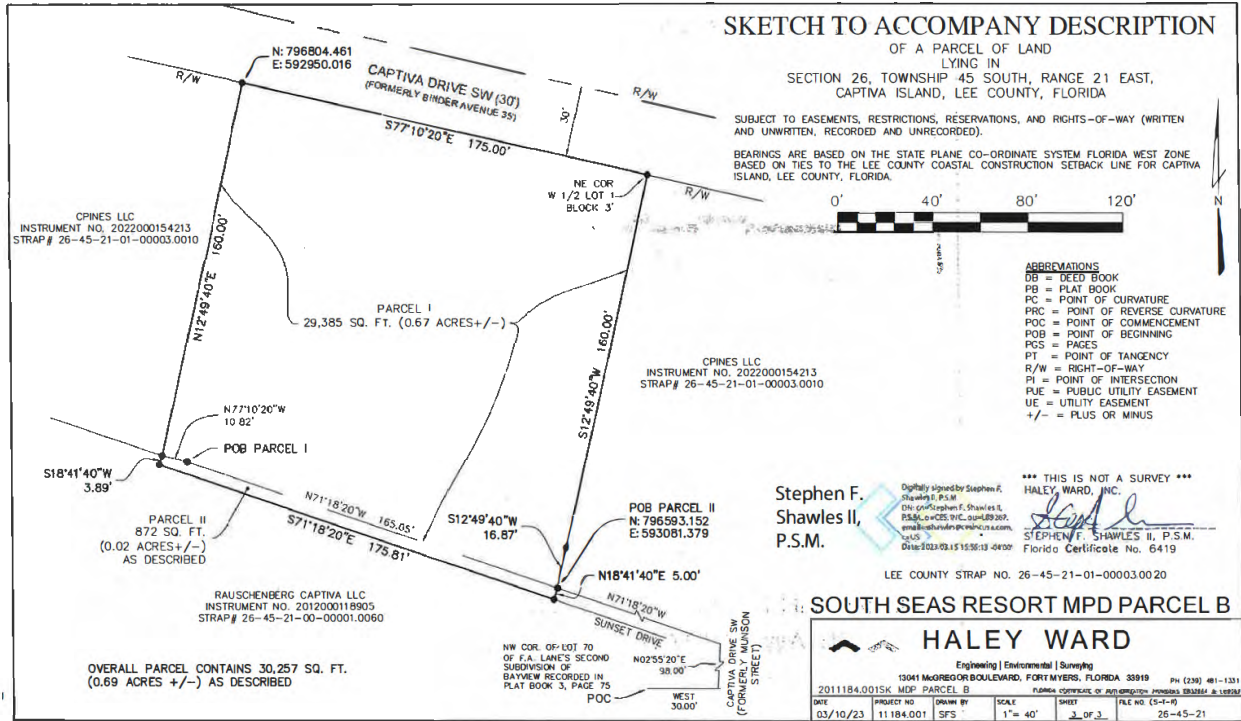 SKETCH TO ACCOMPANY DESCRIPTION
OF A PARCEL OF LAND
LYING IN
SECTION 26, TOWNSHIP 45 SOUTH, RANGE 21 EAST,
CAPTIVA ISLAND, LEE COUNTY, FLORIDA
SUBJECT TO EASEMENTS, RESTRICTIONS, RESERVATIONS, AND RIGHTS-OF-WAY (WRITTEN
AND UNWRITTEN, RECORDED AND UNRECORDED).
BEARINGS ARE BASED ON THE STATE PLANE CO-ORDINATE SYSTEM FLORIDA WEST ZONE
BASED ON TIES TO THE LEE COUNTY COASTAL CONSTRUCTION SETBACK LINE FOR CAPTIVA
ISLAND, LEE COUNTY, FLORIDA.
0' 40' 80' 120'
N
N: 796804.461
E: 592950.016
R/W
CAPTIVA DRIVE SW (30')
(FORMERLY BINDER AVENUE 35')
R/W
30'
S77°10'20"E 175.00'
NE COR
W 1/2 LOT 1
BLOCK 3'
R/W
CPINES LLC
INSTRUMENT NO. 2022000154213
STRAP# 26-45-21-01-00003.0010
N12°49'40"E 160.00'
PARCEL I
29,385 SQ. FT. (0.67 ACRES+/-)
S12°49'40"W 160.00'
CPINES LLC
INSTRUMENT NO. 2022000154213
STRAP# 26-45-21-01-00003.0010
ABBREVIATIONS
DB = DEED BOOK
PB = PLAT BOOK
PC = POINT OF CURVATURE
PRC = POINT OF REVERSE CURVATURE
POC = POINT OF COMMENCEMENT
POB = POINT OF BEGINNING
PGS = PAGES
PT = POINT OF TANGENCY
R/W = RIGHT-OF-WAY
PI = POINT OF INTERSECTION
PUE = PUBLIC UTILITY EASEMENT
UE = UTILITY EASEMENT
+/- = PLUS OR MINUS
N77°10'20"W
10.82'
POB PARCEL I
S18°41'40"W
3.89'
PARCEL II
872 SQ. FT.
(0.02 ACRES+/-)
AS DESCRIBED
N71°18'20"W 165.05'
S71°18'20"E 175.81'
S12°49'40"W
16.87'
POB PARCEL II
N: 796593.152
E: 593081.379
N18°41'40"E 5.00'
N71°18'20"W
SUNSET DRIVE
RAUSCHENBERG CAPTIVA LLC
INSTRUMENT NO. 2012000118905
STRAP# 26-45-21-00-00001.0060
OVERALL PARCEL CONTAINS 30,257 SQ. FT.
(0.69 ACRES +/-) AS DESCRIBED
NW COR. OF LOT 70
OF F.A. LANE'S SECOND
SUBDIVISION OF
BAYVIEW RECORDED IN
PLAT BOOK 3, PAGE 75
POC
N02°55'20"E
98.00'
WEST
30.00'
CAPTIVA DRIVE SW
(FORMERLY MUNSON
STREET)
Stephen F.
Shawles II,
P.S.M.
Digitally signed by Stephen F.
Shawles II, P.S.M
Date: 2023.03.15 15:55:13 -04'00'
*** THIS IS NOT A SURVEY ***
HALEY WARD, INC.
STEPHEN F. SHAWLES II, P.S.M.
Florida Certificate No. 6419
LEE COUNTY STRAP NO. 26-45-21-01-00003.0020
SOUTH SEAS RESORT MPD PARCEL B
HALEY WARD
Engineering | Environmental | Surveying
13041 McGREGOR BOULEVARD, FORT MYERS, FLORIDA 33919 PH (239) 481-1331
2011184.001SK MDP PARCEL B
DATE PROJECT NO DRAWN BY SCALE SHEET FILE NO. (S-T-R)
03/10/23 11184.001 SFS 1"= 40' 3 OF 3 26-45-21